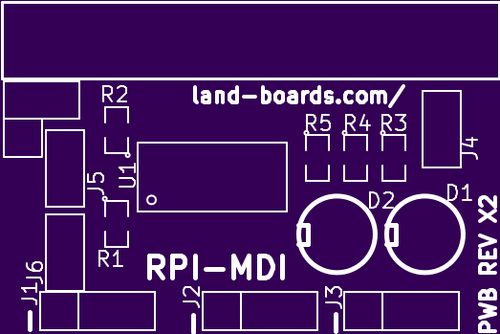 R2
land-boards.com/
R5
R4
R3
J4
U1
J5
D2
D1
R1
RPI-MDI
J6
J1
J2
J3
PWB REV X2